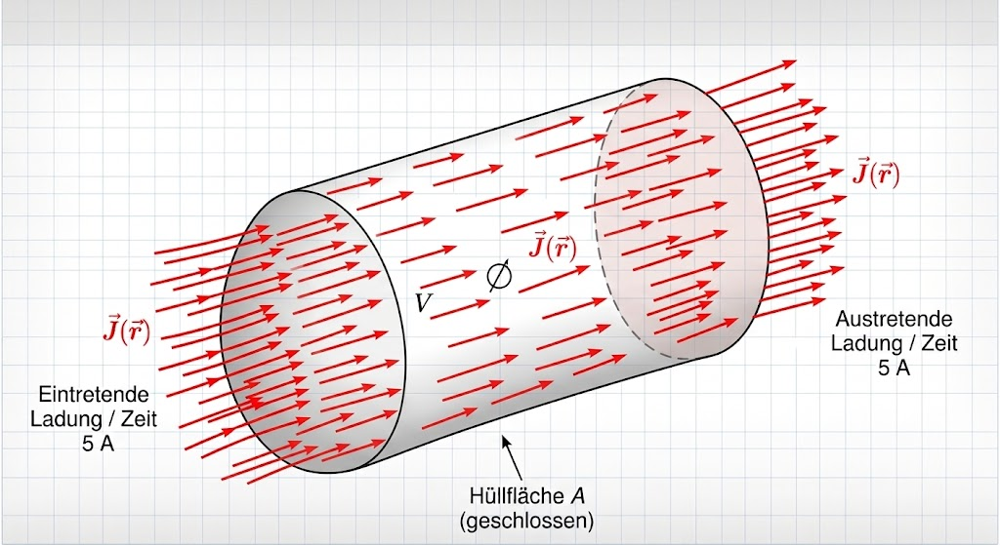 J⃗(r⃗)
Eintretende
Ladung / Zeit
5 A
V
∅
J⃗(r⃗)
J⃗(r⃗)
Austretende
Ladung / Zeit
5 A
Hüllfläche A
(geschlossen)